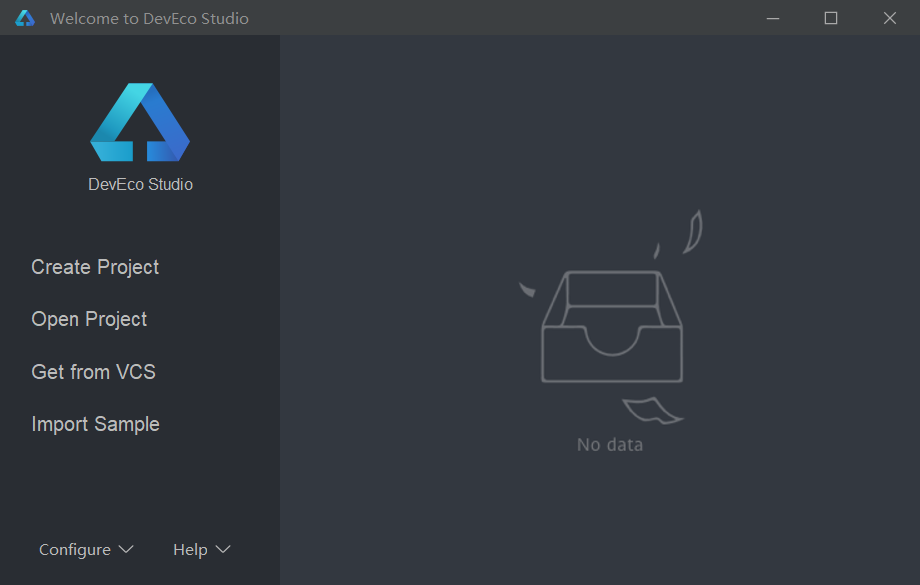 Welcome to DevEco Studio
DevEco Studio
Create Project
Open Project
Get from VCS
Import Sample
Configure
Help
No data